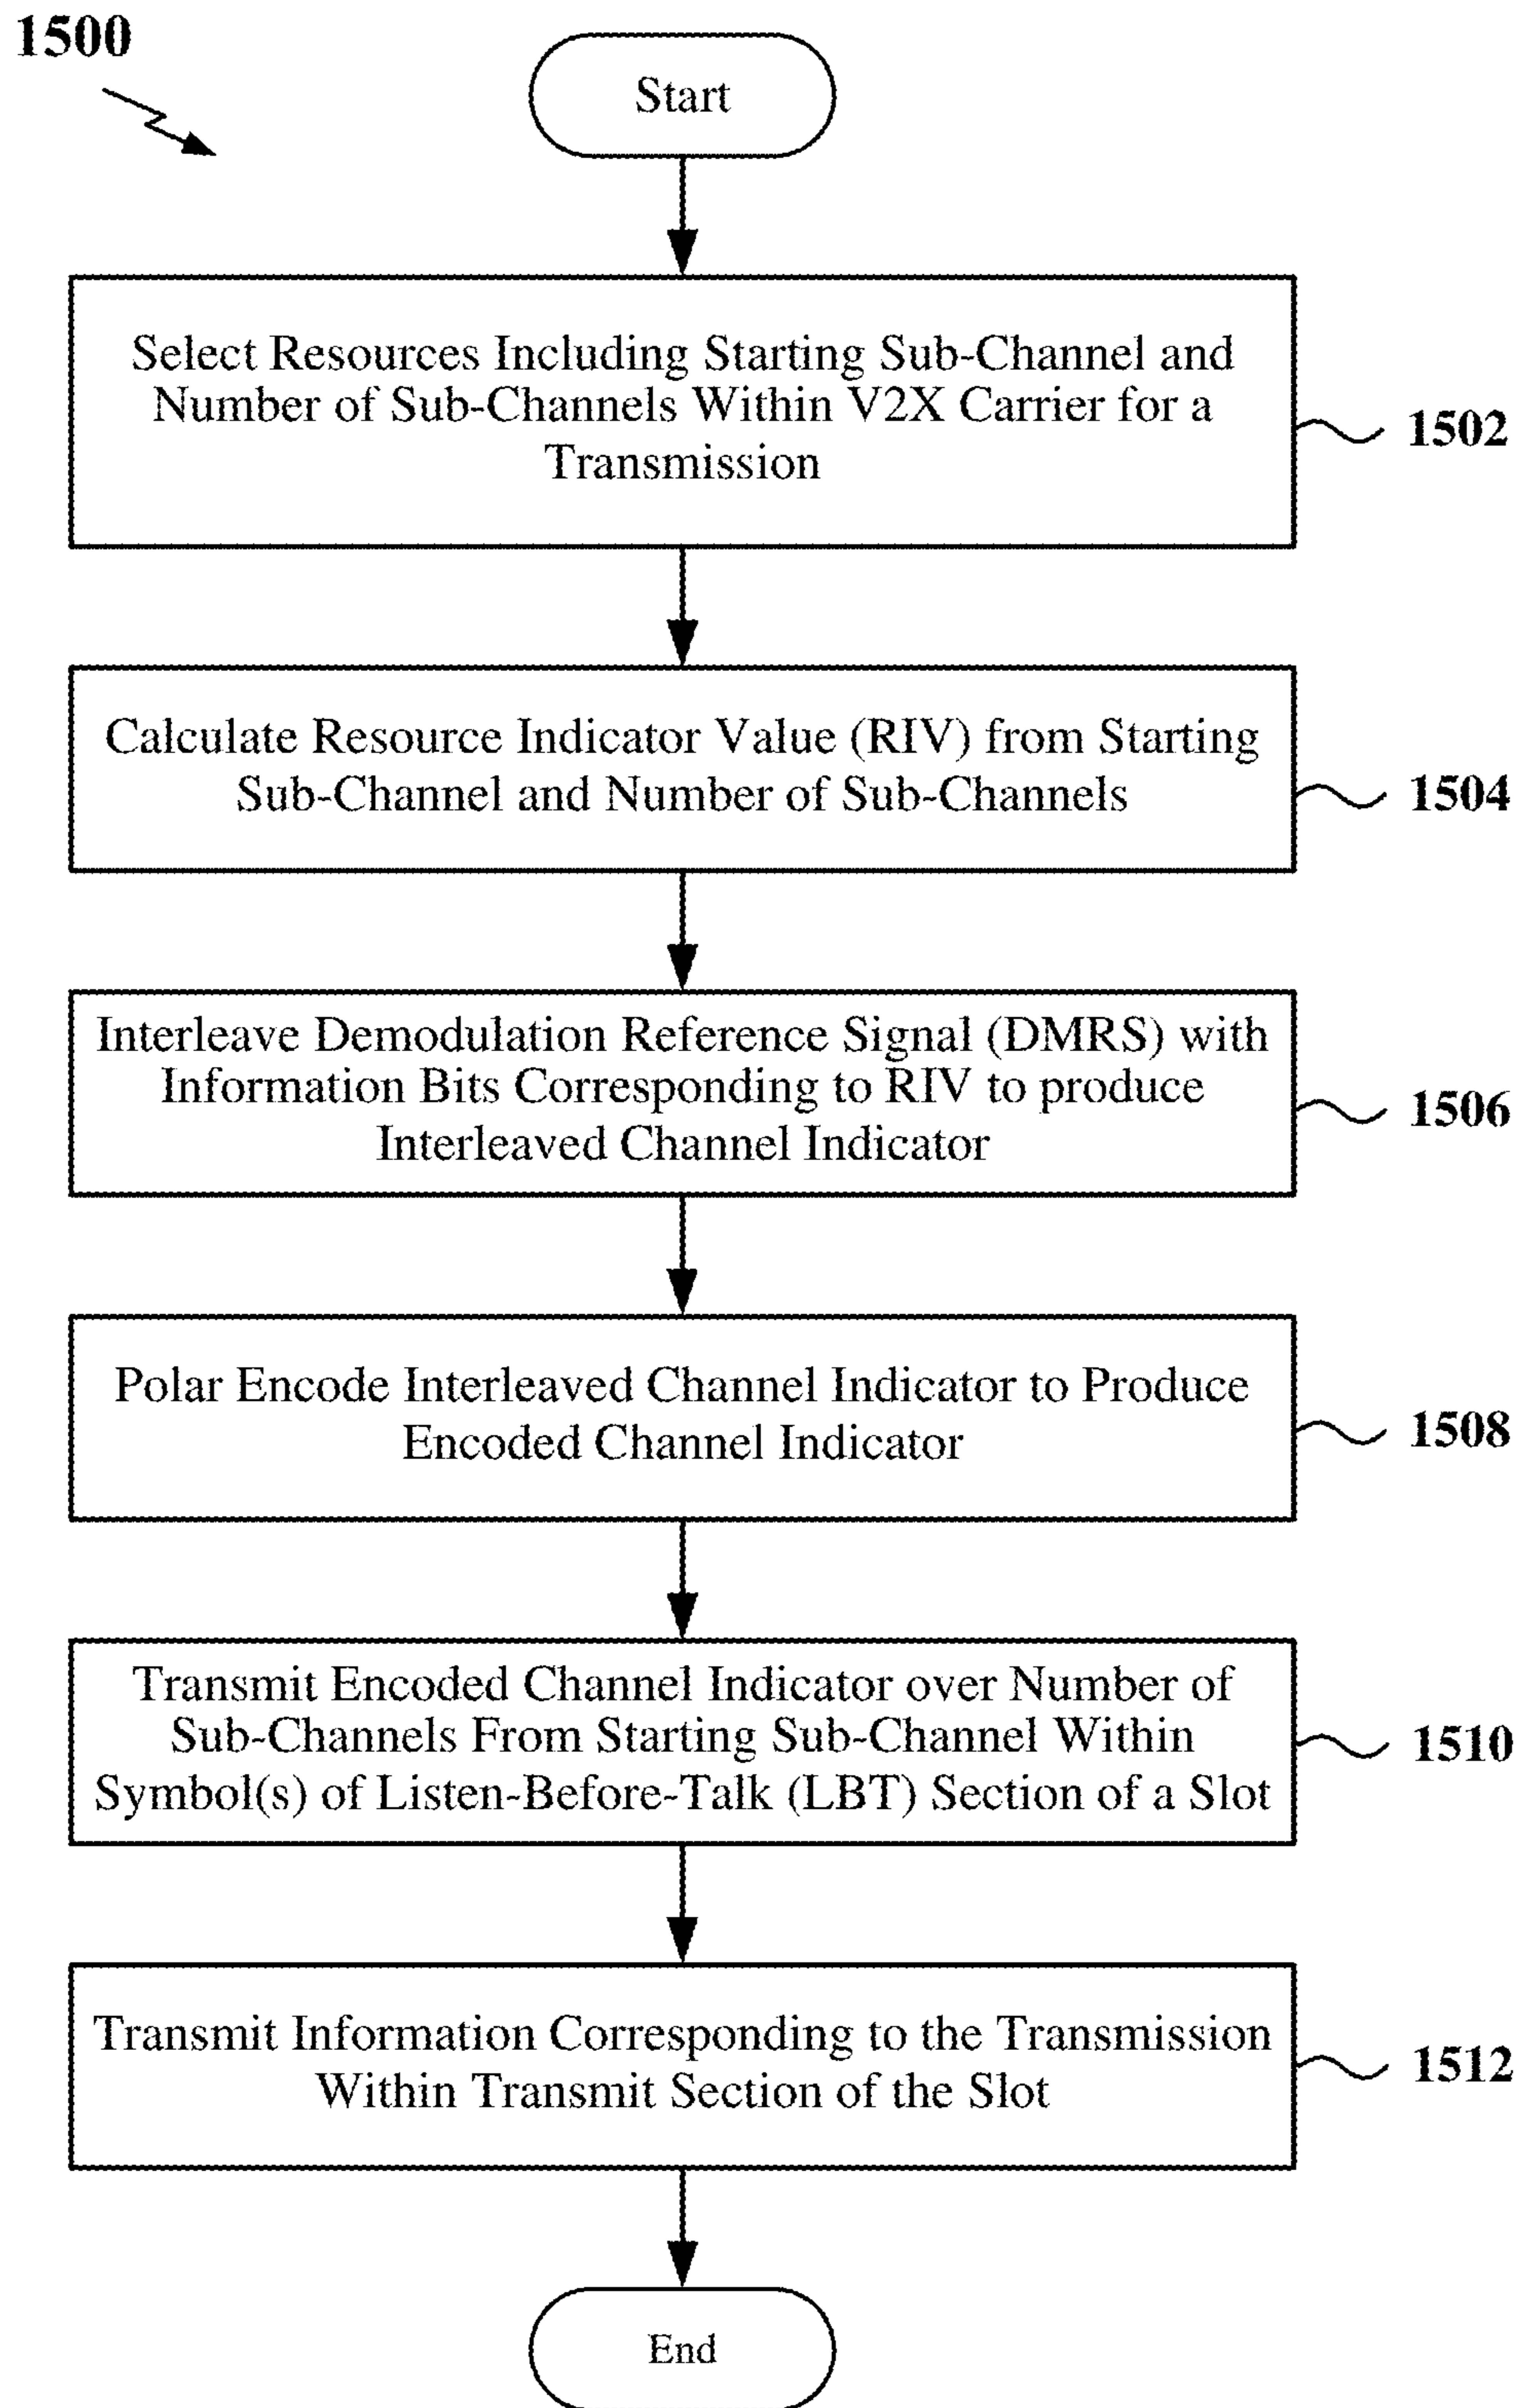 1500
Start
Select Resources Including Starting Sub-Channel and
Number of Sub-Channels Within V2X Carrier for a
Transmission
1502
Calculate Resource Indicator Value (RIV) from Starting
Sub-Channel and Number of Sub-Channels
1504
Interleave Demodulation Reference Signal (DMRS) with
Information Bits Corresponding to RIV to produce
Interleaved Channel Indicator
1506
Polar Encode Interleaved Channel Indicator to Produce
Encoded Channel Indicator
1508
Transmit Encoded Channel Indicator over Number of
Sub-Channels From Starting Sub-Channel Within
Symbol(s) of Listen-Before-Talk (LBT) Section of a Slot
1510
Transmit Information Corresponding to the Transmission
Within Transmit Section of the Slot
1512
End